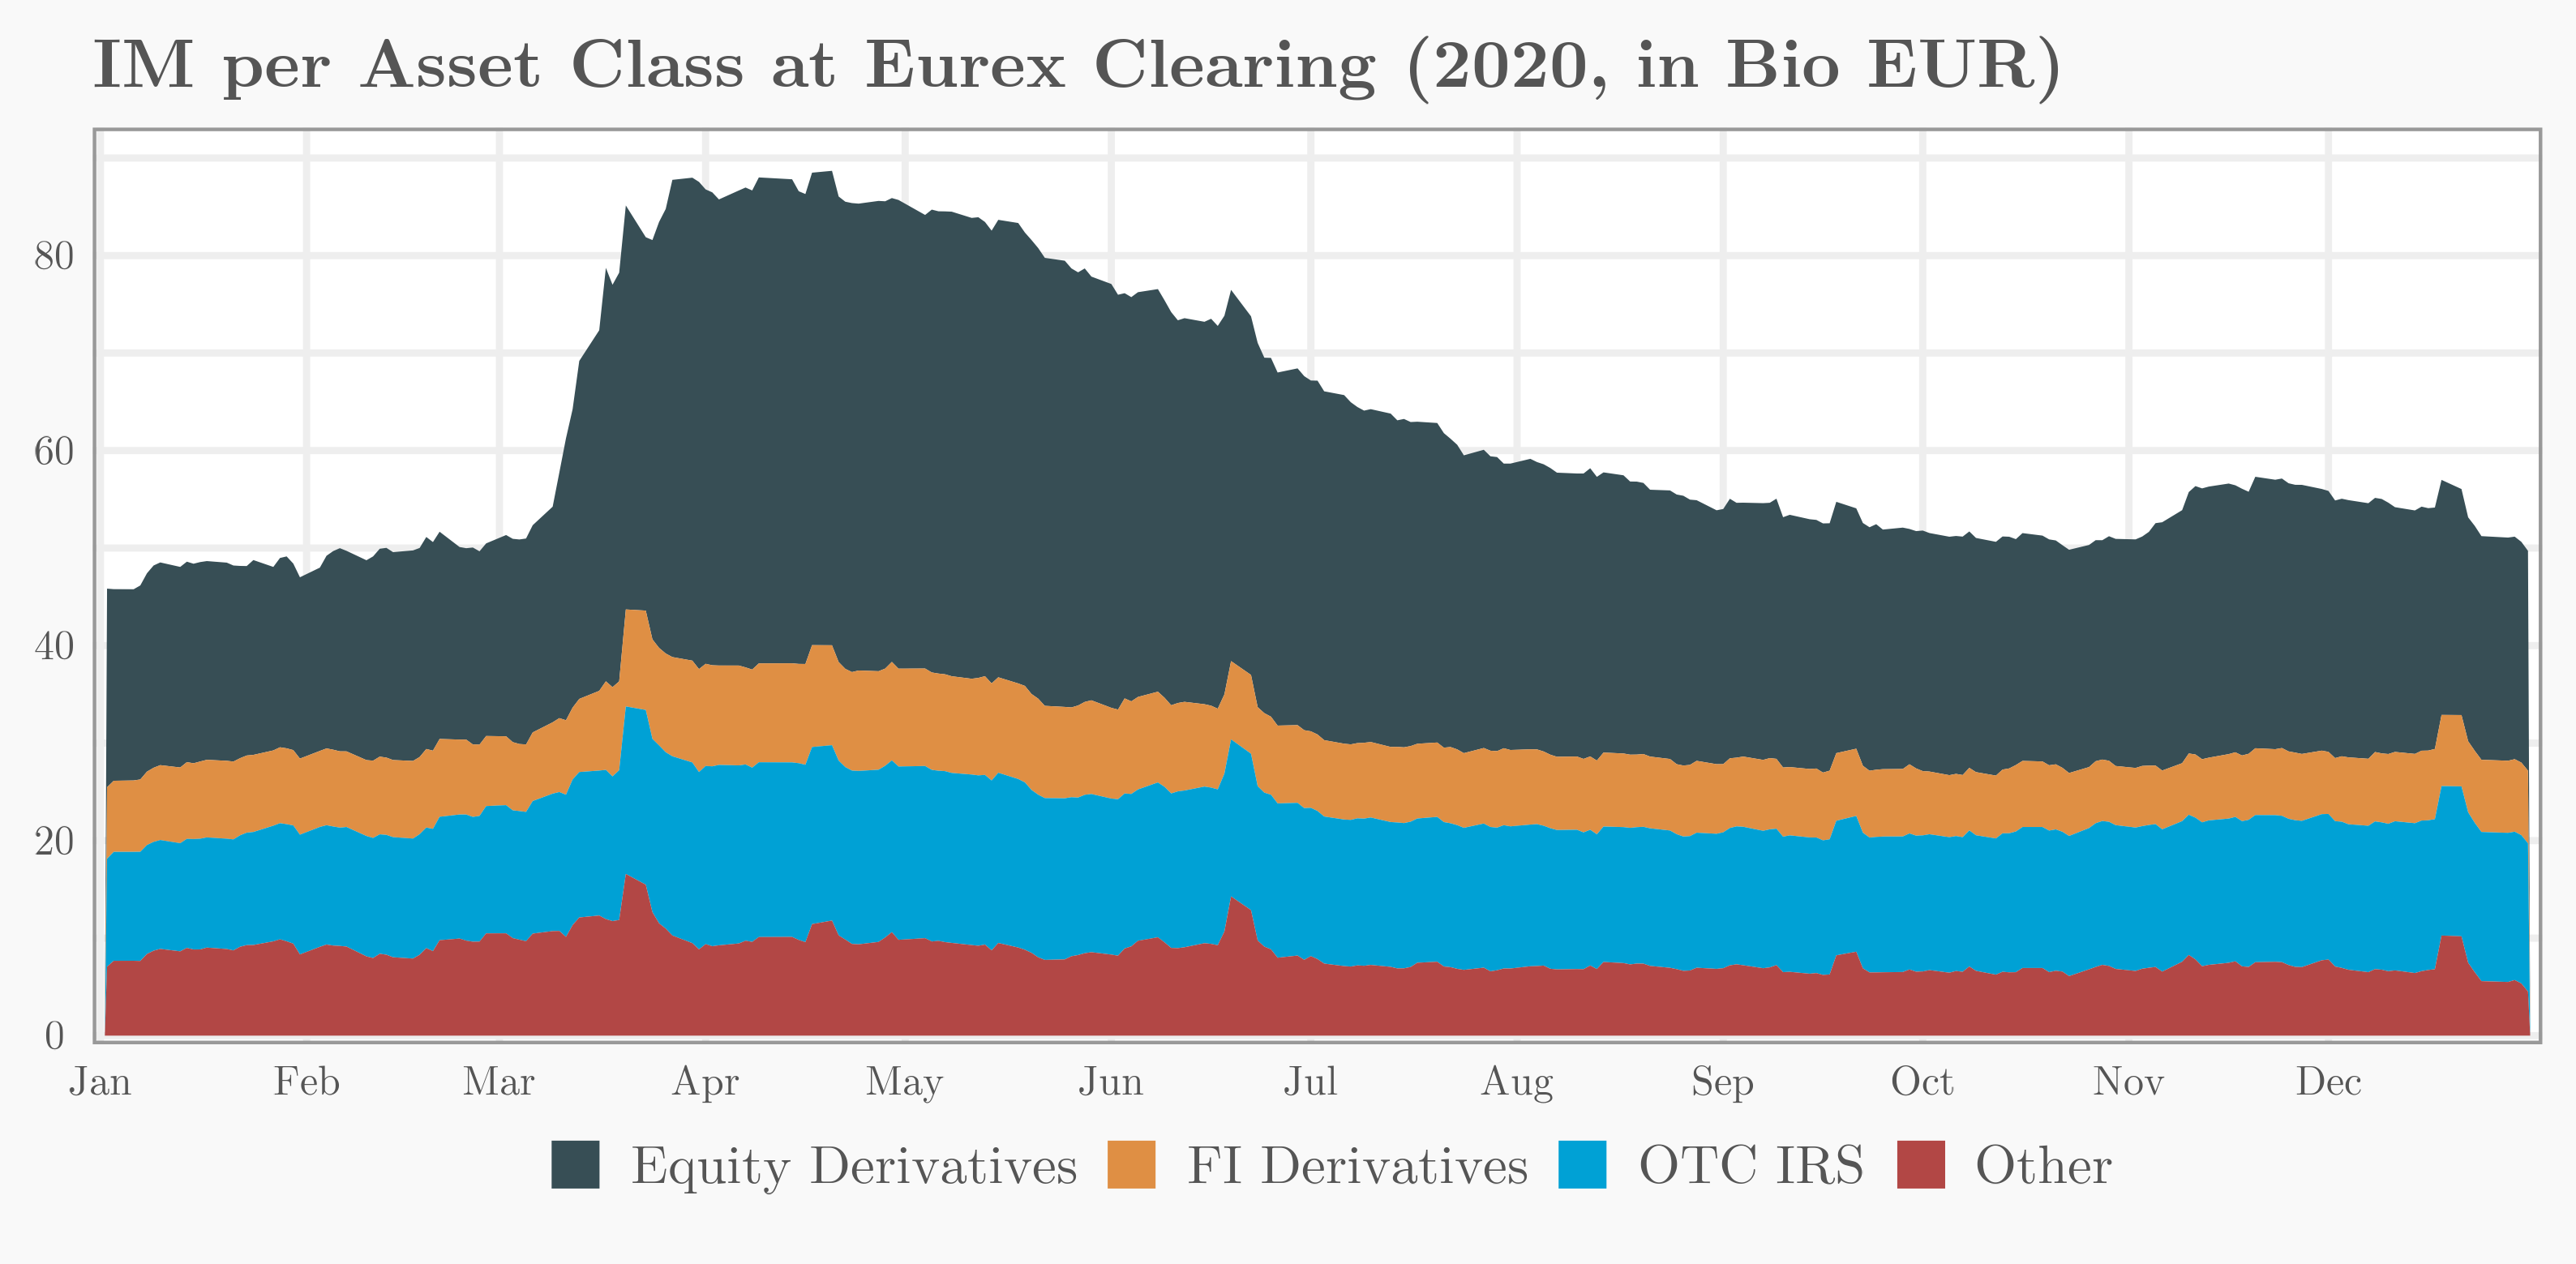 IM per Asset Class at Eurex Clearing (2020, in Bio EUR)
80
60
40
20
0
Jan Feb Mar Apr May Jun Jul Aug Sep Oct Nov Dec
Equity Derivatives FI Derivatives OTC IRS Other